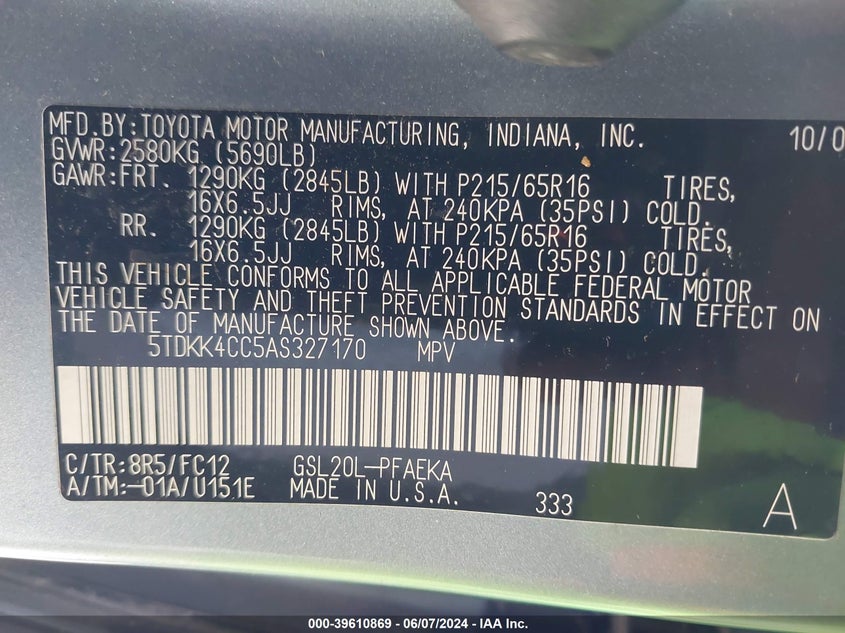 MFD.BY:TOYOTA MOTOR MANUFACTURING, INDIANA, INC. 10/0
GVWR:2580KG (5690LB)
GAWR:FRT. 1290KG (2845LB) WITH P215/65R16 TIRES,
16X6.5JJ RIMS, AT 240KPA (35PSI) COLD.
RR. 1290KG (2845LB) WITH P215/65R16 TIRES,
16X6.5JJ RIMS, AT 240KPA (35PSI) COLD.
THIS VEHICLE CONFORMS TO ALL APPLICABLE FEDERAL MOTOR
VEHICLE SAFETY AND THEFT PREVENTION STANDARDS IN EFFECT ON
THE DATE OF MANUFACTURE SHOWN ABOVE.
5TDKK4CC5AS327170 MPV
C/TR:8R5/FC12 GSL20L-PFAEKA
A/TM:-01A/U151E MADE IN U.S.A. 333 A
000-39610869 - 06/07/2024 - IAA Inc.